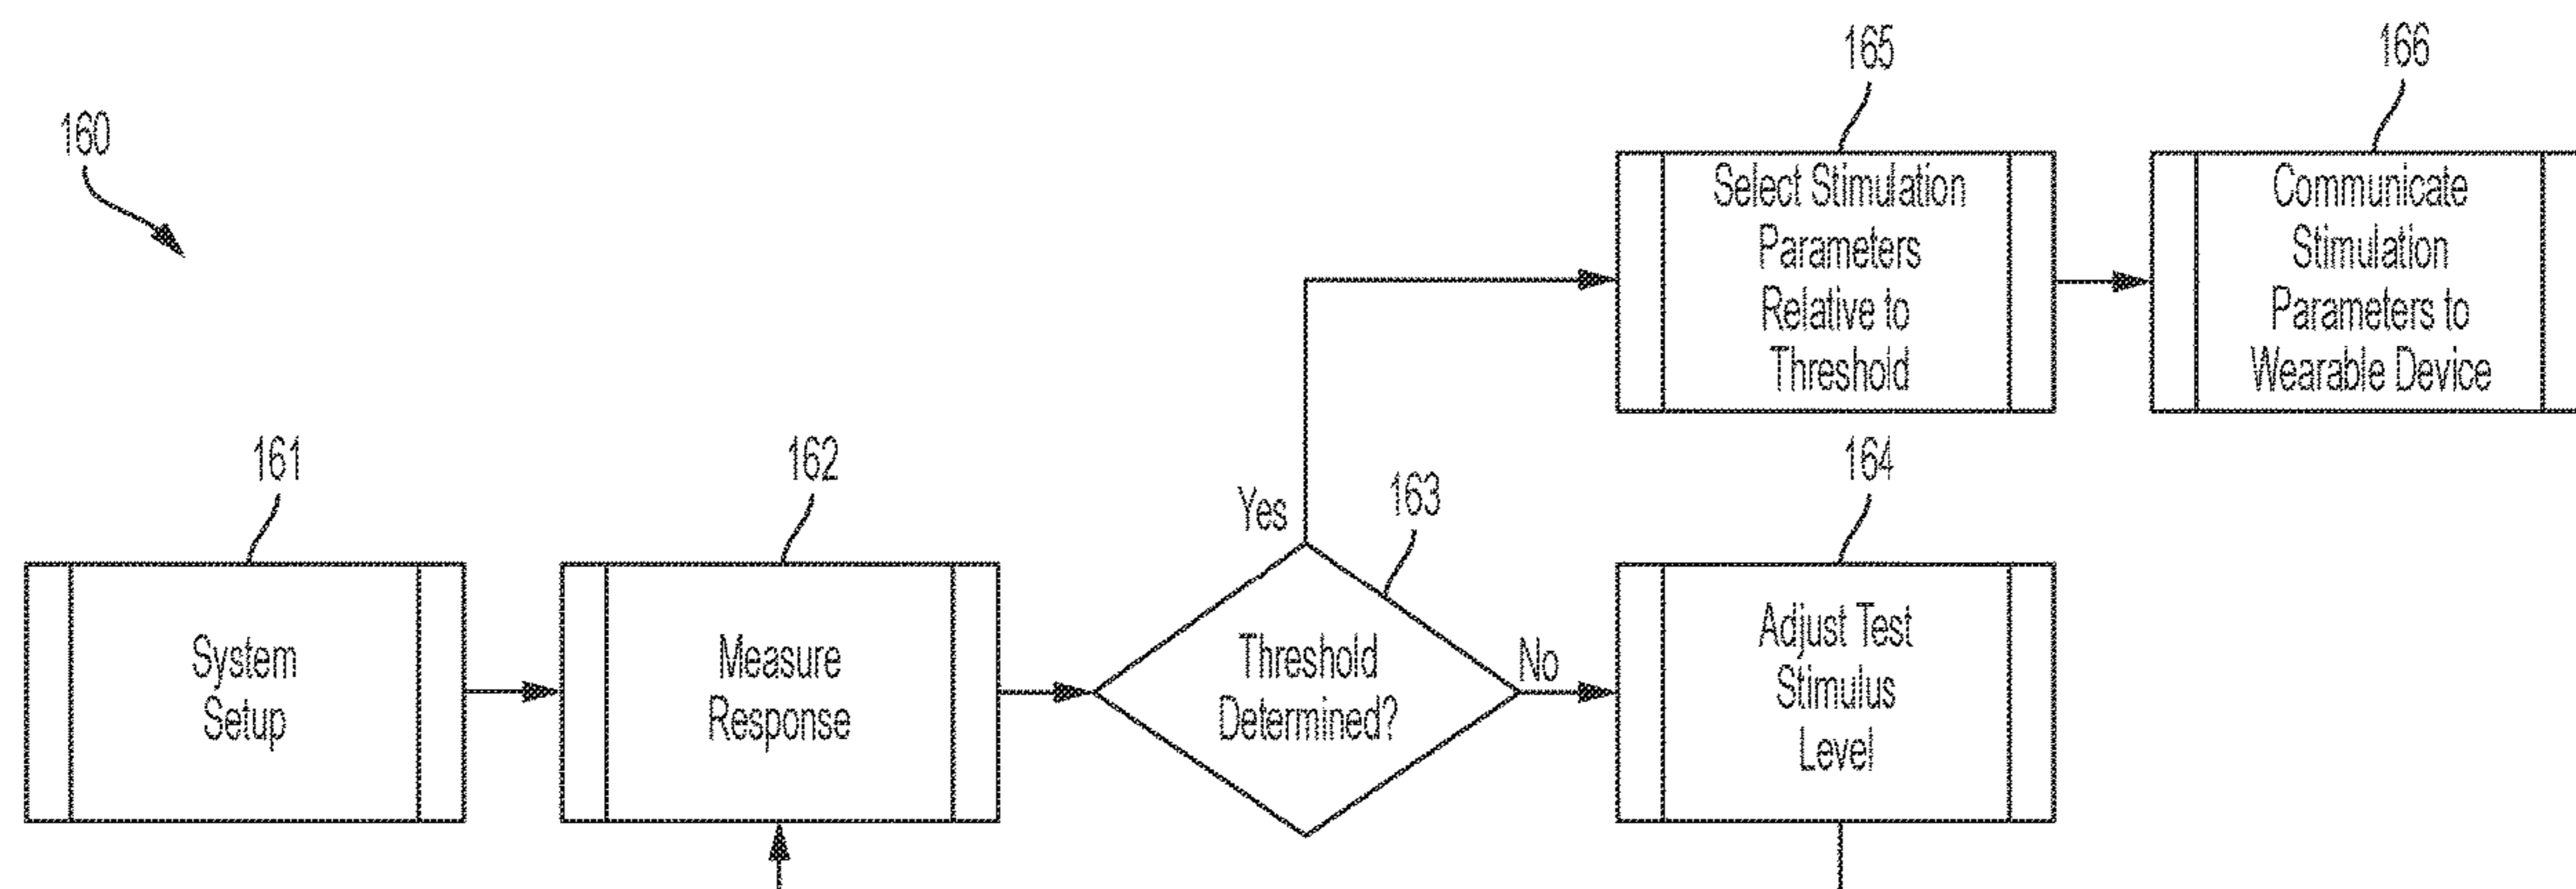 160
165
166
Select Stimulation
Parameters
Relative to
Threshold
Communicate
Stimulation
Parameters to
Wearable Device
161
162
163
164
Yes
No
System
Setup
Measure
Response
Threshold
Determined?
Adjust Test
Stimulus
Level